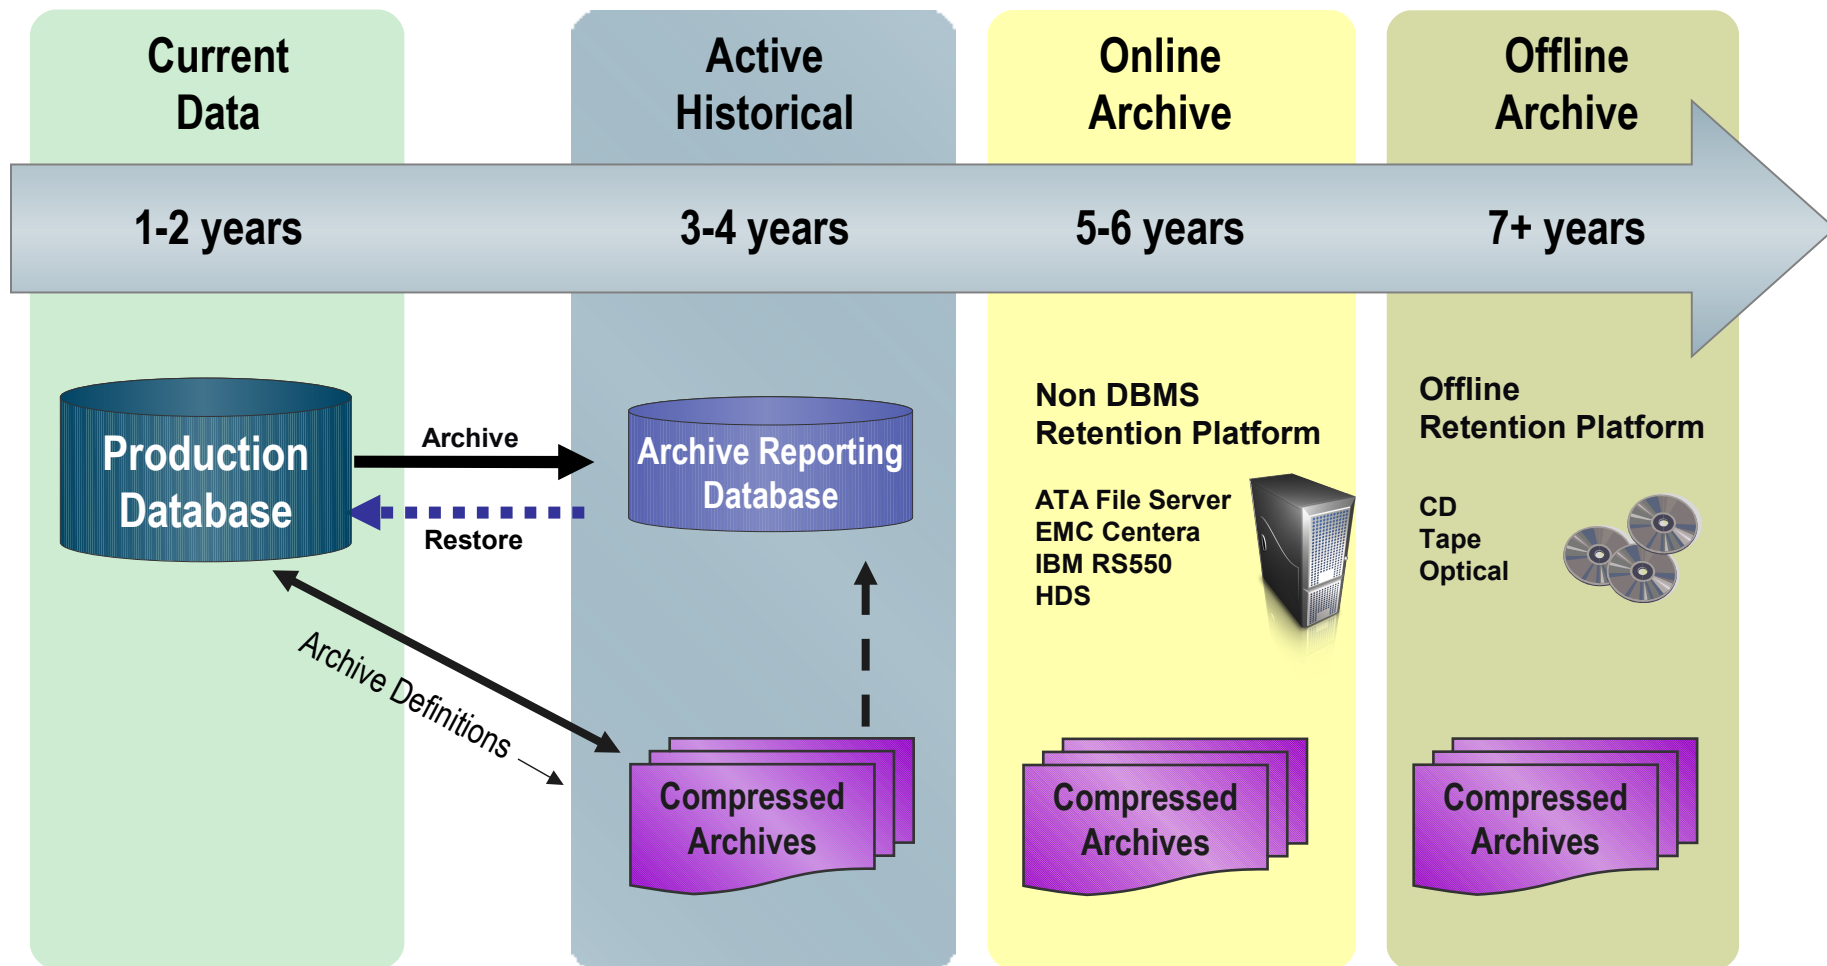 Current
Data
Active
Historical
Online
Archive
Offline
Archive
1-2 years
3-4 years
5-6 years
7+ years
Production
Database
Archive
Restore
Archive Reporting
Database
Archive Definitions
Compressed
Archives
Non DBMS
Retention Platform
ATA File Server
EMC Centera
IBM RS550
HDS
Compressed
Archives
Offline
Retention Platform
CD
Tape
Optical
Compressed
Archives